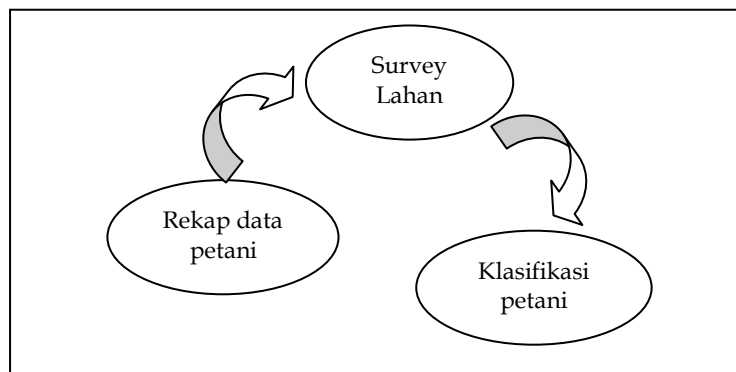 Survey
Lahan
Rekap data
petani
Klasifikasi
petani